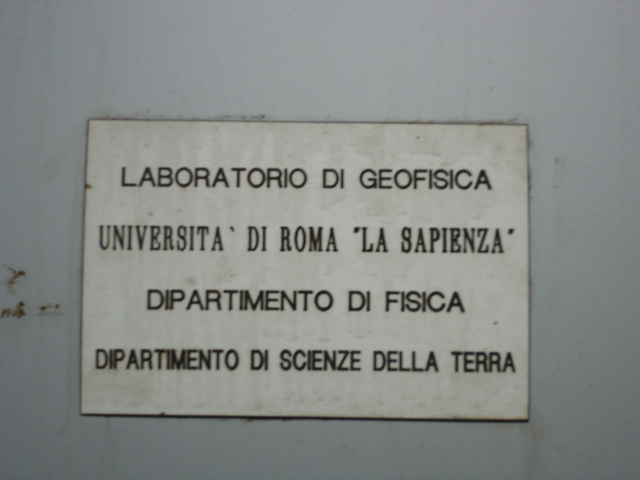 LABORATORIO DI GEOFISICA
UNIVERSITA` DI ROMA "LA SAPIENZA"
DIPARTIMENTO DI FISICA
DIPARTIMENTO DI SCIENZE DELLA TERRA